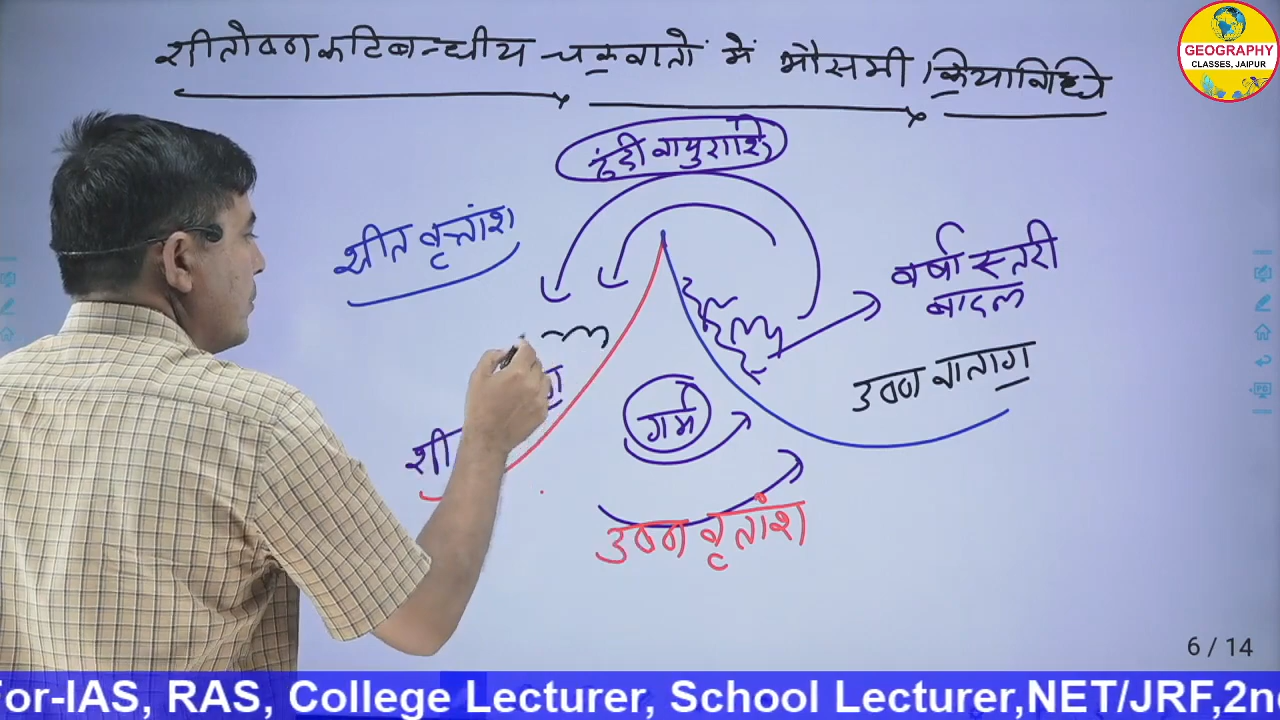 शीतोष्ण कटिबन्धीय चक्रवातों में मौसमी क्रियाविधि
GEOGRAPHY
CLASSES, JAIPUR
ठंडी वायुराशि
शीत वृत्तांश
वर्षा स्तरी
बादल
उष्ण वाताग्र
गर्म
शी
उष्ण वृतांश
6 / 14
For-IAS, RAS, College Lecturer, School Lecturer,NET/JRF,2n